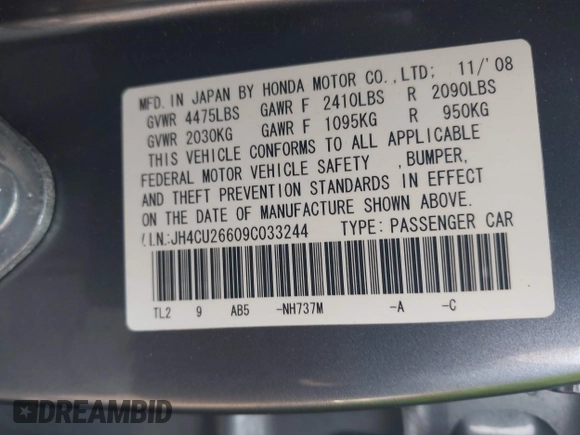 MFD. IN JAPAN BY HONDA MOTOR CO., LTD; 11/'08
GVWR 4475LBS GAWR F 2410LBS R 2090LBS
GVWR 2030KG GAWR F 1095KG R 950KG
THIS VEHICLE CONFORMS TO ALL APPLICABLE
FEDERAL MOTOR VEHICLE SAFETY ,BUMPER,
AND THEFT PREVENTION STANDARDS IN EFFECT
ON THE DATE OF MANUFACTURE SHOWN ABOVE.
V.I.N.:JH4CU26609C033244 TYPE: PASSENGER CAR
TL2 9 AB5 -NH737M -A -C
DREAMBID